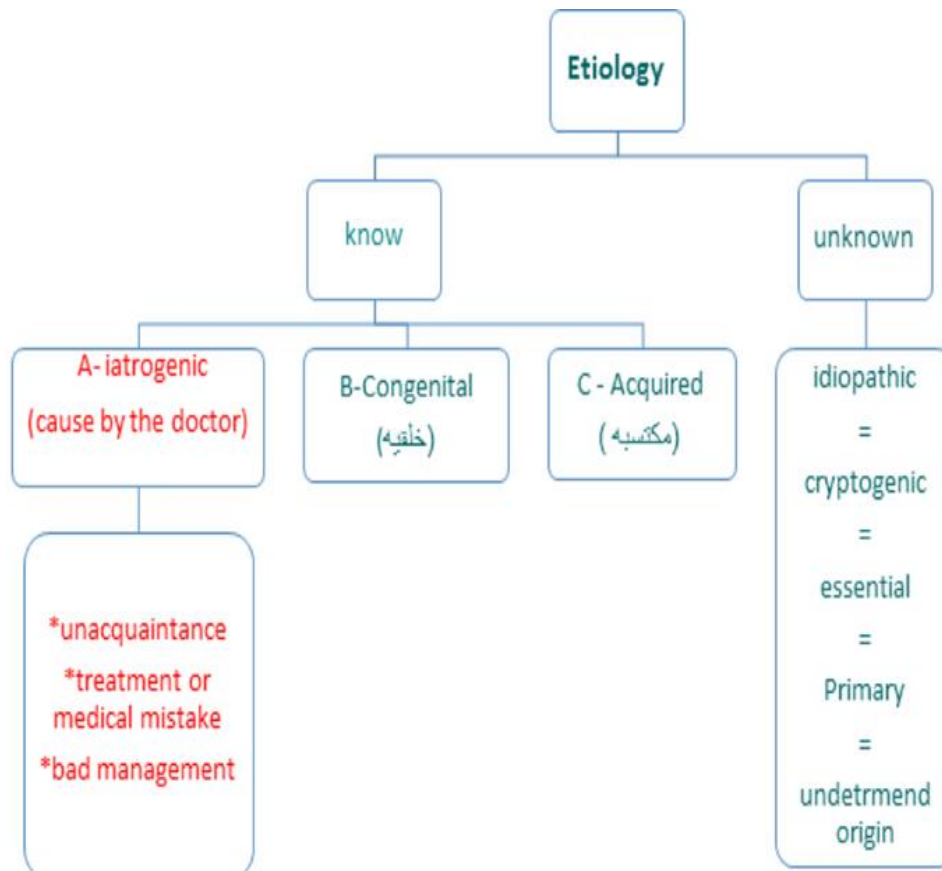 Etiology
know
unknown
A- iatrogenic
(cause by the doctor)
B-Congenital
(خلقيه)
C - Acquired
(مكتسبه )
idiopathic
=
cryptogenic
=
essential
=
Primary
=
undetrmend
origin
*unacquaintance
*treatment or
medical mistake
*bad management